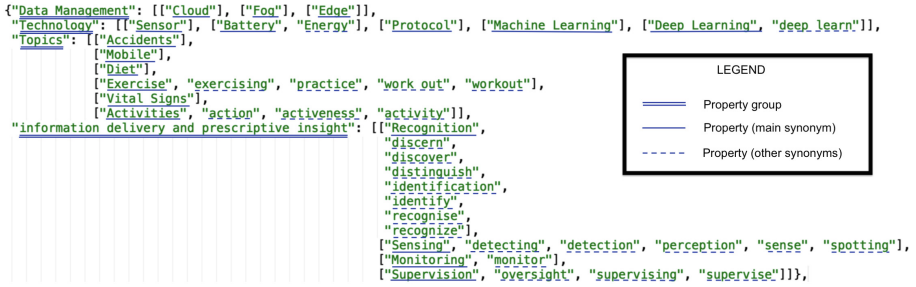 {"Data Management": [["Cloud"], ["Fog"], ["Edge"]],
"Technology": [["Sensor"], ["Battery", "Energy"], ["Protocol"], ["Machine Learning"], ["Deep Learning", "deep learn"]],
"Topics": [["Accidents"],
["Mobile"],
["Diet"],
["Exercise", "exercising", "practice", "work out", "workout"],
["Vital Signs"],
["Activities", "action", "activeness", "activity"]],
"information delivery and prescriptive insight": [["Recognition",
"discern",
"discover",
"distinguish",
"identification",
"identify",
"recognise",
"recognize"],
["Sensing", "detecting", "detection", "perception", "sense", "spotting"],
["Monitoring", "monitor"],
["Supervision", "oversight", "supervising", "supervise"]]},
LEGEND
Property group
Property (main synonym)
Property (other synonyms)